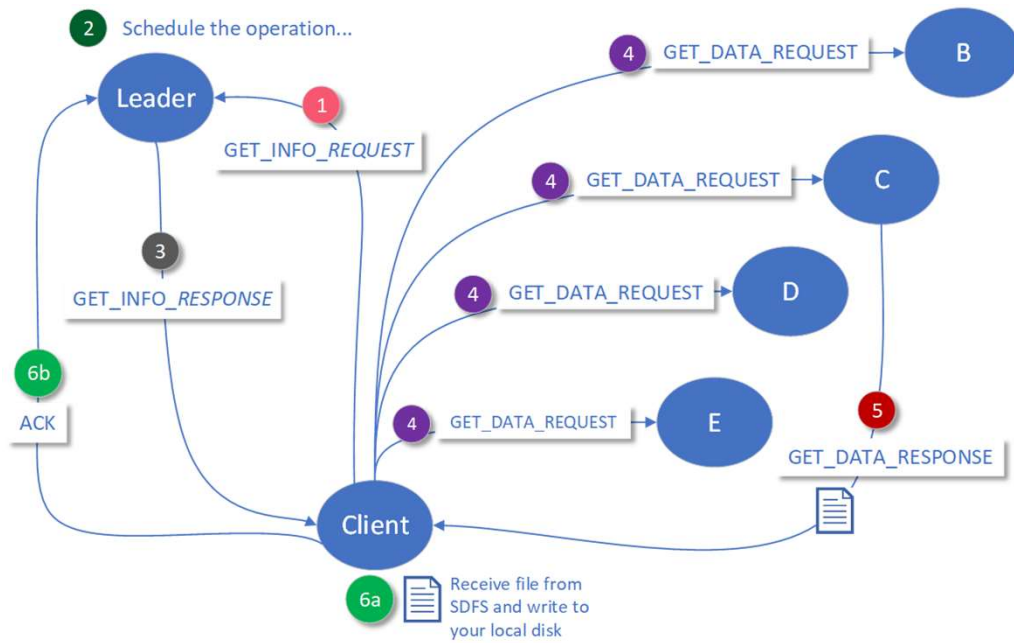 2 Schedule the operation...
Leader
1
GET_INFO_REQUEST
3
GET_INFO_RESPONSE
6b
ACK
4 GET_DATA_REQUEST B
4 GET_DATA_REQUEST C
4 GET_DATA_REQUEST D
4 GET_DATA_REQUEST E
5
GET_DATA_RESPONSE
Client
6a
Receive file from
SDFS and write to
your local disk